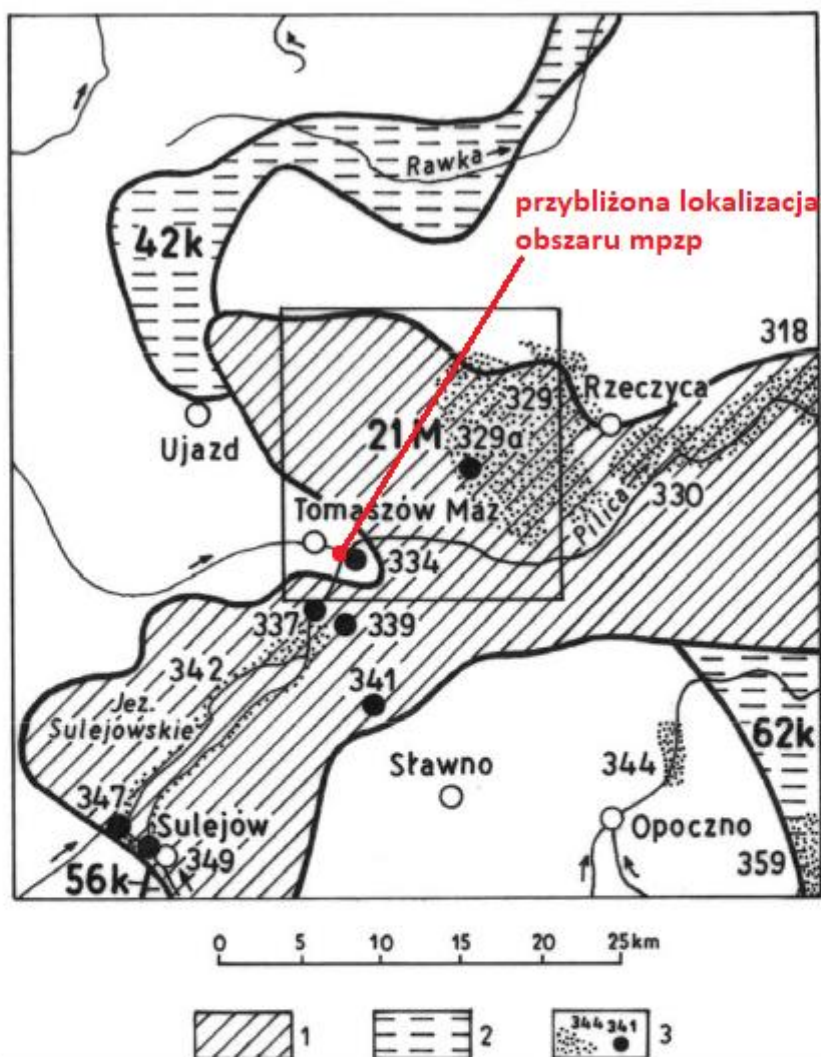 Rawka
przybliżona lokalizacja
obszaru mpzp
42k
318
329
Rzeczyca
Ujazd
21M
329a
330
Pilica
Tomaszów Maz
334
337
339
342
341
Jez.
Sulejowskie
Sławno
344
62k
347
Sulejów
349
Opoczno
359
56k
0 5 10 15 20 25km
1
2
344 341
3